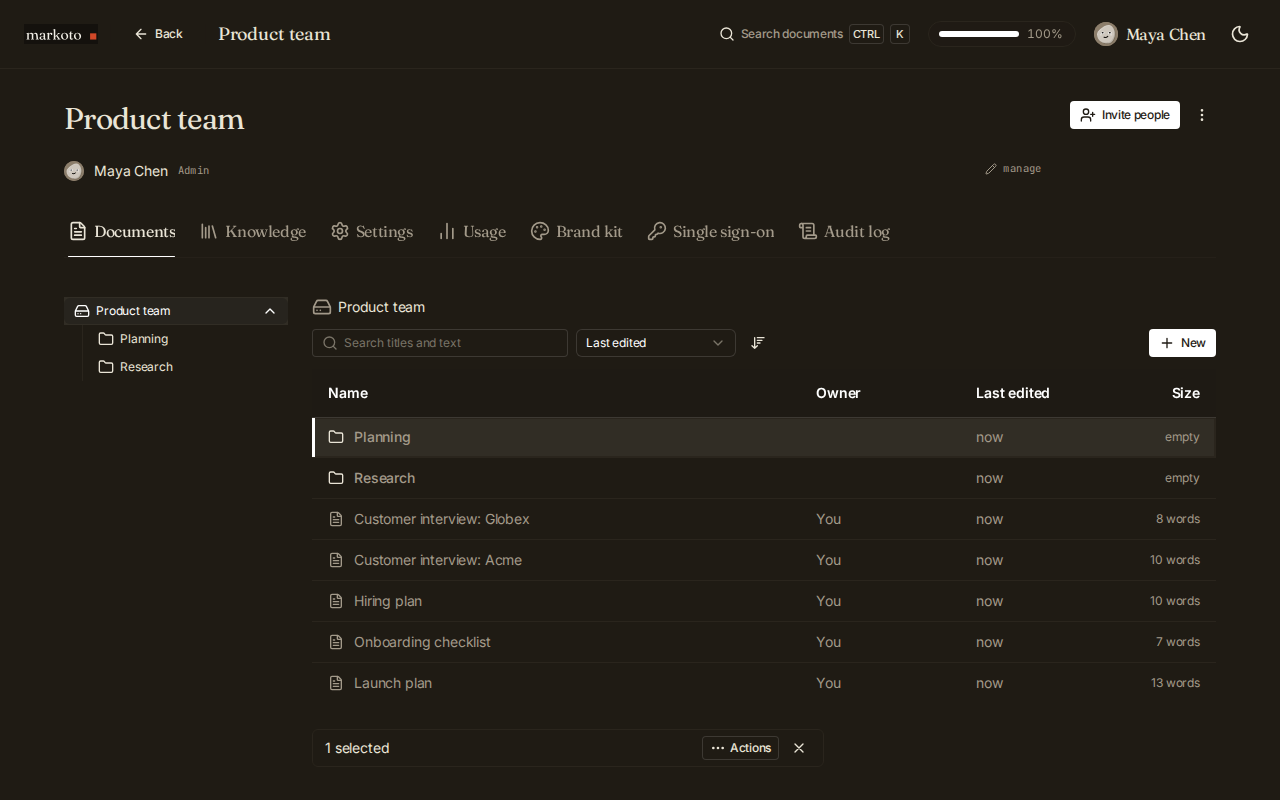 markoto
Back
Product team
Search documents CTRL K
100%
Maya Chen
Product team
Invite people
Maya Chen Admin
manage
Documents
Knowledge
Settings
Usage
Brand kit
Single sign-on
Audit log
Product team
Planning
Research
Product team
Search titles and text
Last edited
New
Name Owner Last edited Size
Planning now empty
Research now empty
Customer interview: Globex You now 8 words
Customer interview: Acme You now 10 words
Hiring plan You now 10 words
Onboarding checklist You now 7 words
Launch plan You now 13 words
1 selected
Actions